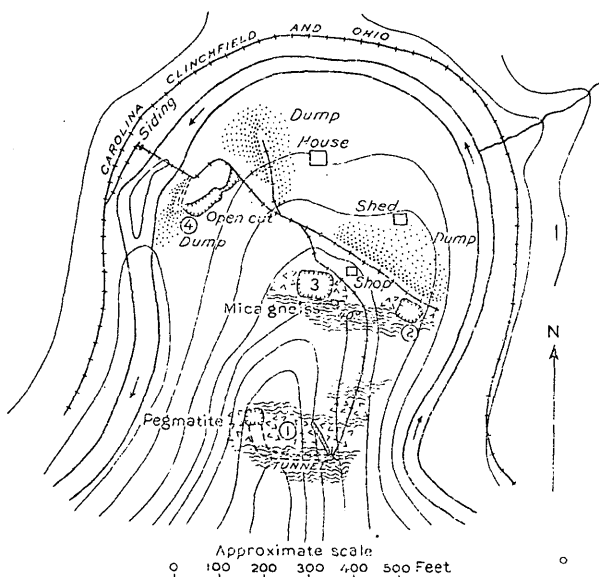 CAROLINA CLINCHFIELD AND OHIO
Siding
Dump
House
Shed
Open cut
④
Dump
Dump
Shop
3
Mica gneiss
40°
②
N
Pegmatite
①
TUNNEL
Approximate scale
0 100 200 300 400 500 Feet